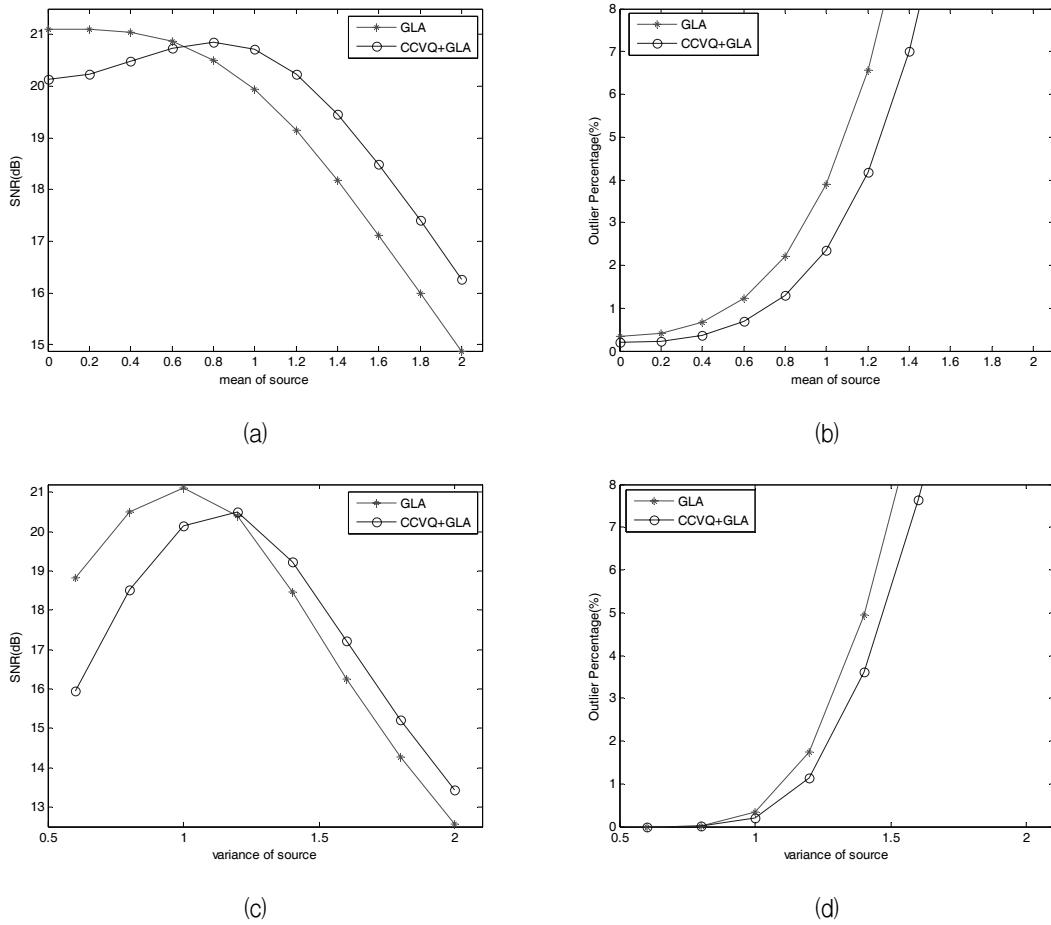 21
20
19
18
17
16
15
SNR(dB)
0 0.2 0.4 0.6 0.8 1 1.2 1.4 1.6 1.8 2
mean of source
GLA
CCVQ+GLA
(a)
8
7
6
5
4
3
2
1
0
Outlier Percentage(%)
0 0.2 0.4 0.6 0.8 1 1.2 1.4 1.6 1.8 2
mean of source
GLA
CCVQ+GLA
(b)
21
20
19
18
17
16
15
14
13
SNR(dB)
0.5 1 1.5 2
variance of source
GLA
CCVQ+GLA
(c)
8
7
6
5
4
3
2
1
0
Outlier Percentage(%)
0.5 1 1.5 2
variance of source
GLA
CCVQ+GLA
(d)